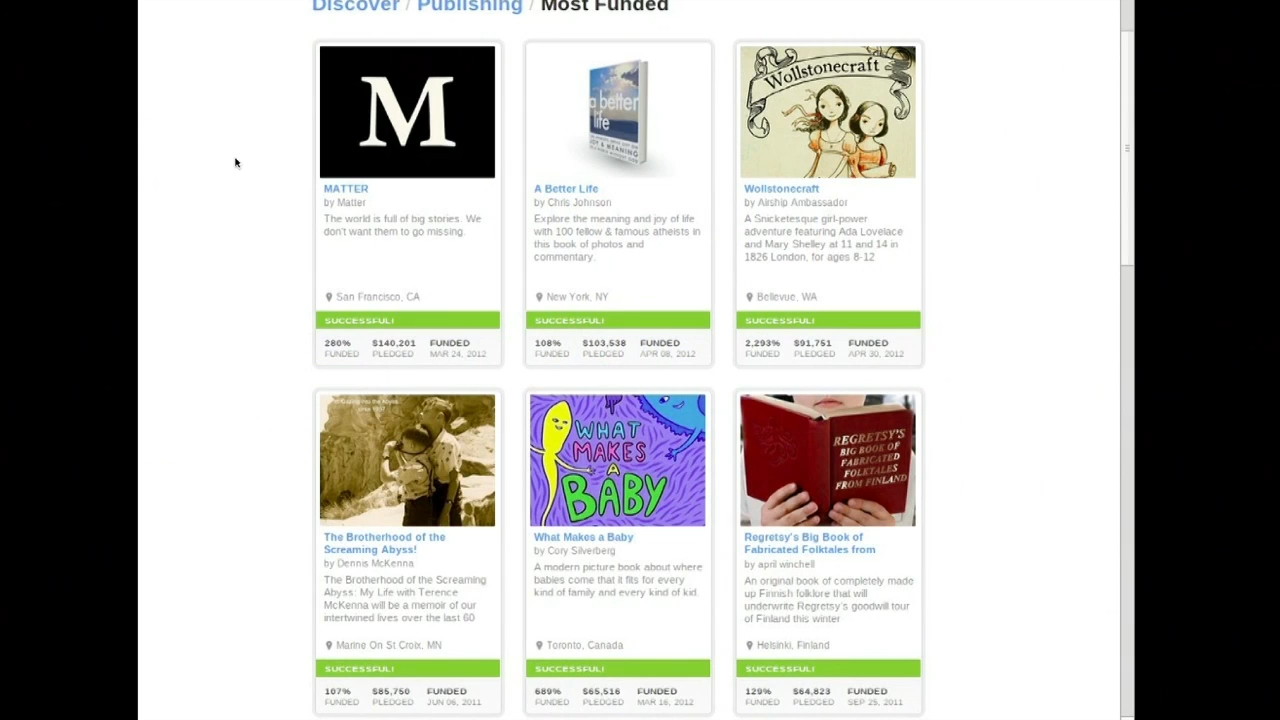 Discover / Publishing / Most Funded
M
MATTER
by Matter
The world is full of big stories. We
don't want them to go missing.
San Francisco, CA
SUCCESSFUL!
280% $140,201 FUNDED
FUNDED PLEDGED MAR 24, 2012
a better
life
JOY & MEANING
A Better Life
by Chris Johnson
Explore the meaning and joy of life
with 100 fellow & famous atheists in
this book of photos and
commentary.
New York, NY
SUCCESSFUL!
108% $103,538 FUNDED
FUNDED PLEDGED APR 08, 2012
Wollstonecraft
Wollstonecraft
by Airship Ambassador
A Snicketesque girl-power
adventure featuring Ada Lovelace
and Mary Shelley at 11 and 14 in
1826 London, for ages 8-12
Bellevue, WA
SUCCESSFUL!
2,293% $91,751 FUNDED
FUNDED PLEDGED APR 30, 2012
The Brotherhood of the
Screaming Abyss!
by Dennis McKenna
The Brotherhood of the Screaming
Abyss: My Life with Terence
McKenna will be a memoir of our
intertwined lives over the last 60
Marine On St Croix, MN
SUCCESSFUL!
107% $85,750 FUNDED
FUNDED PLEDGED JUN 06, 2011
WHAT
MAKES
A
BABY
What Makes a Baby
by Cory Silverberg
A modern picture book about where
babies come that it fits for every
kind of family and every kind of kid.
Toronto, Canada
SUCCESSFUL!
689% $65,516 FUNDED
FUNDED PLEDGED MAR 16, 2012
REGRETSY'S
BIG BOOK OF
FABRICATED
FOLKTALES
FROM FINLAND
Regretsy's Big Book of
Fabricated Folktales from
by april winchell
An original book of completely made
up Finnish folklore that will
underwrite Regretsy's goodwill tour
of Finland this winter
Helsinki, Finland
SUCCESSFUL!
129% $64,823 FUNDED
FUNDED PLEDGED SEP 25, 2011